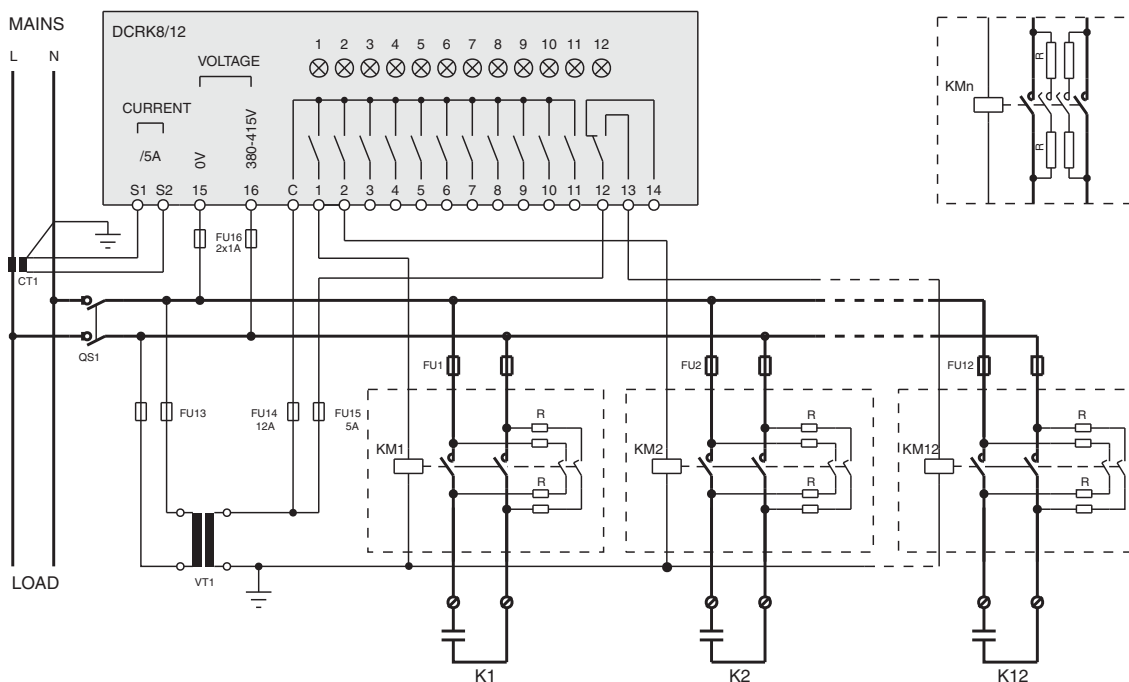 MAINS
L N
DCRK8/12
VOLTAGE
CURRENT
/5A
0V
380-415V
1 2 3 4 5 6 7 8 9 10 11 12
S1 S2 15 16 C 1 2 3 4 5 6 7 8 9 10 11 12 13 14
KMn
R
R
FU16
2x1A
CT1
QS1
FU1
FU2
FU12
FU13
FU14
12A
FU15
5A
R
R
R
KM1
KM2
KM12
R
R
R
LOAD
VT1
K1
K2
K12